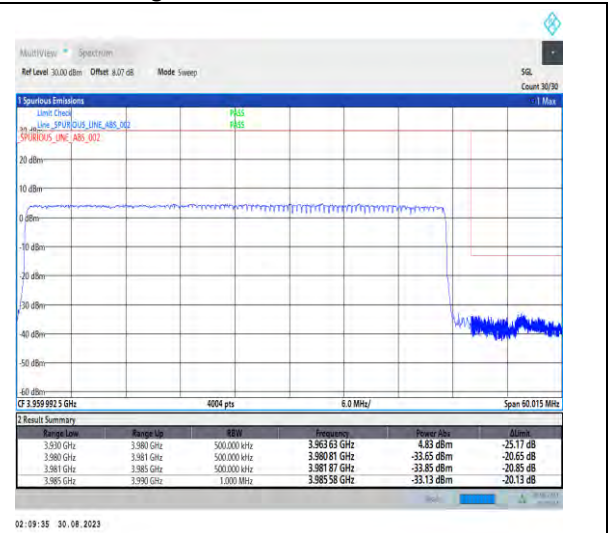 MultiView Spectrum
Ref Level 30.00 dBm Offset 8.07 dB Mode Sweep SGL
Count 30/30
1 Spurious Emissions 1 Max
Limit Check PASS
Line _SPURIOUS_LINE_ABS_002 PASS
SPURIOUS_LINE_ABS_002
20 dBm
10 dBm
0 dBm
-10 dBm
-20 dBm
-30 dBm
-40 dBm
-50 dBm
-60 dBm
CF 3.959 992 5 GHz 4004 pts 6.0 MHz/ Span 60.015 MHz
2 Result Summary
Range Low Range Up RBW Frequency Power Abs ΔLimit
3.930 GHz 3.980 GHz 500.000 kHz 3.963 63 GHz 4.83 dBm -25.17 dB
3.980 GHz 3.981 GHz 500.000 kHz 3.980 81 GHz -33.65 dBm -20.65 dB
3.981 GHz 3.985 GHz 500.000 kHz 3.981 87 GHz -33.85 dBm -20.85 dB
3.985 GHz 3.990 GHz 1.000 MHz 3.985 58 GHz -33.13 dBm -20.13 dB
02:09:35 30.08.2023